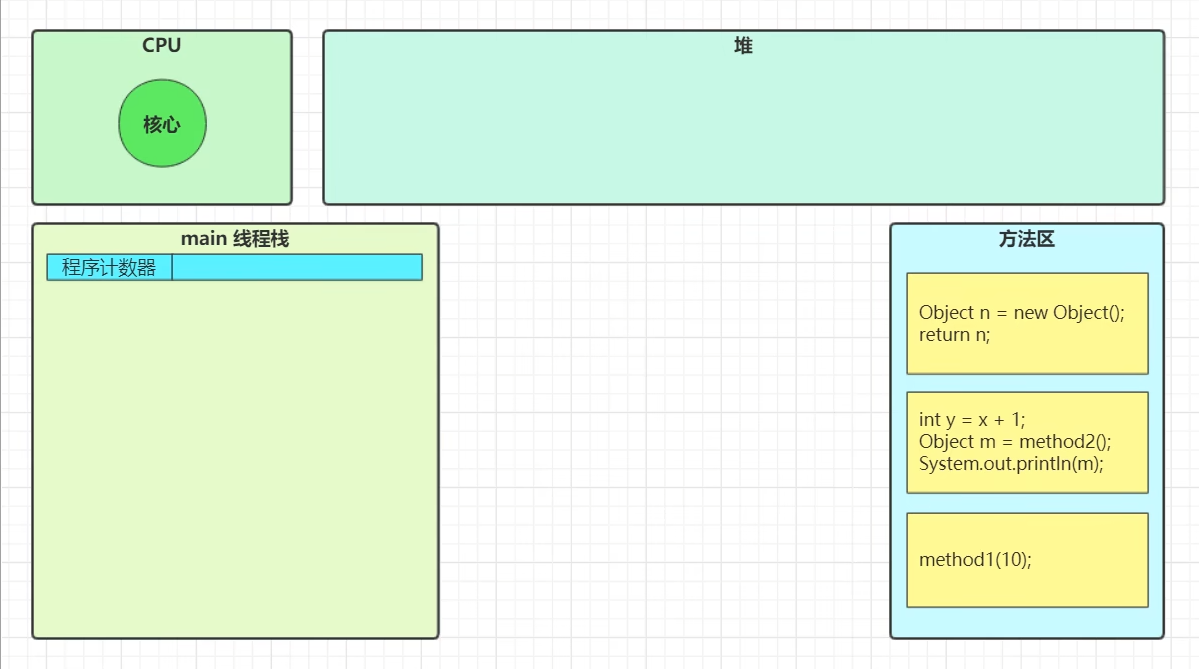 CPU
核心
堆
main 线程栈
程序计数器
方法区
Object n = new Object();
return n;
int y = x + 1;
Object m = method2();
System.out.println(m);
method1(10);